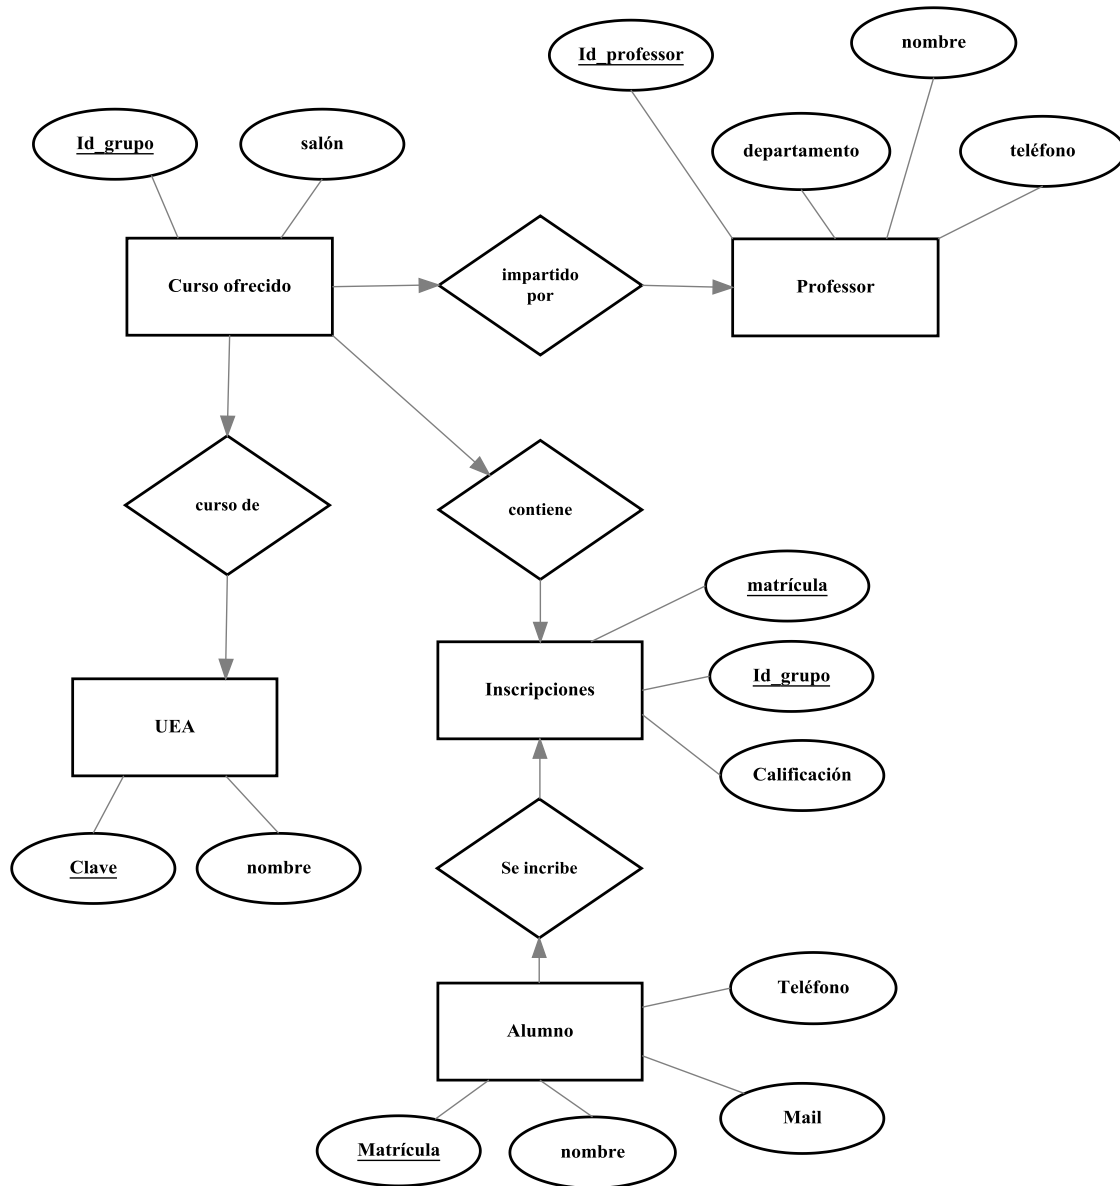 Id_professor
nombre
departamento
teléfono
Id_grupo
salón
Curso ofrecido
impartido
por
Professor
curso de
contiene
matrícula
Id_grupo
Calificación
Inscripciones
UEA
Clave
nombre
Se incribe
Alumno
Teléfono
Mail
Matrícula
nombre